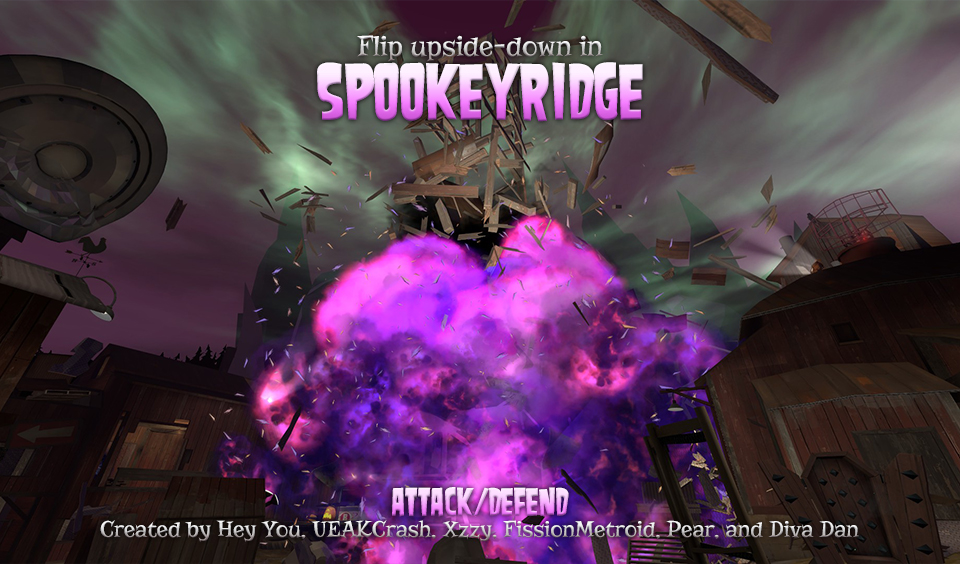 Flip upside-down in
SPOOKEYRIDGE
ATTACK/DEFEND
Created by Hey You, UEAKCrash, Xzzy, FissionMetroid, Pear, and Diva Dan